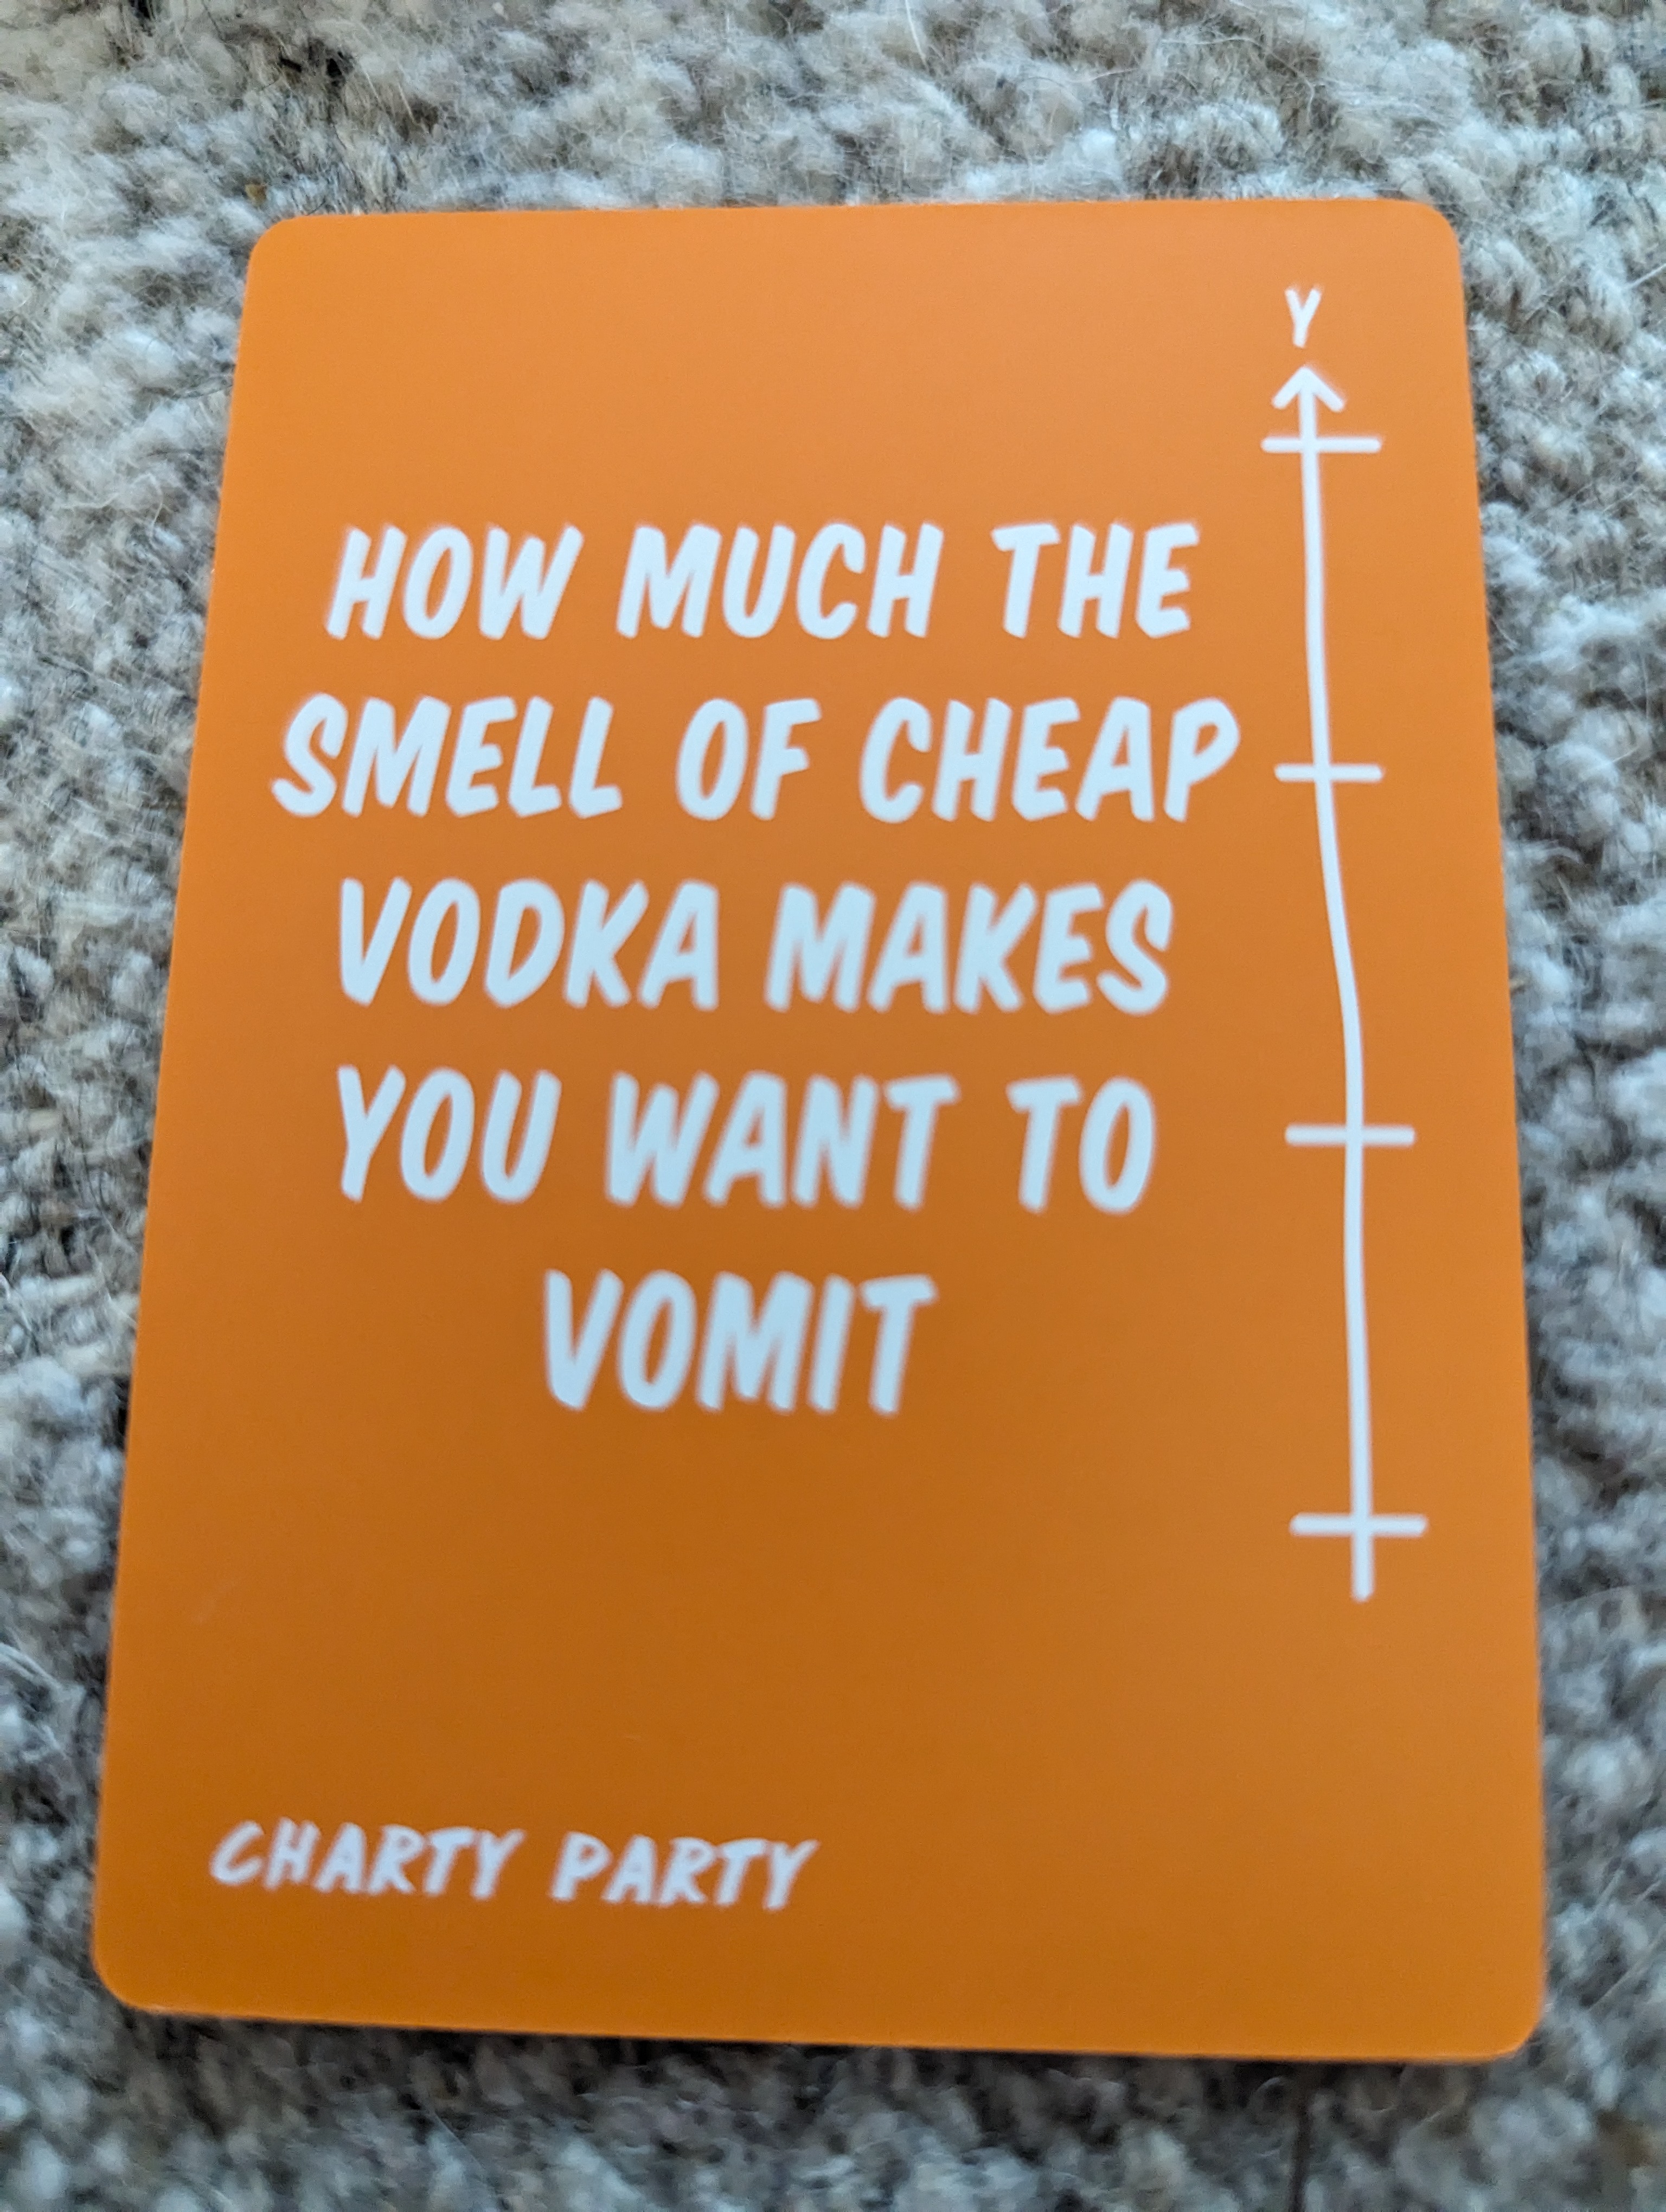 Y
HOW MUCH THE
SMELL OF CHEAP
VODKA MAKES
YOU WANT TO
VOMIT
CHARTY PARTY